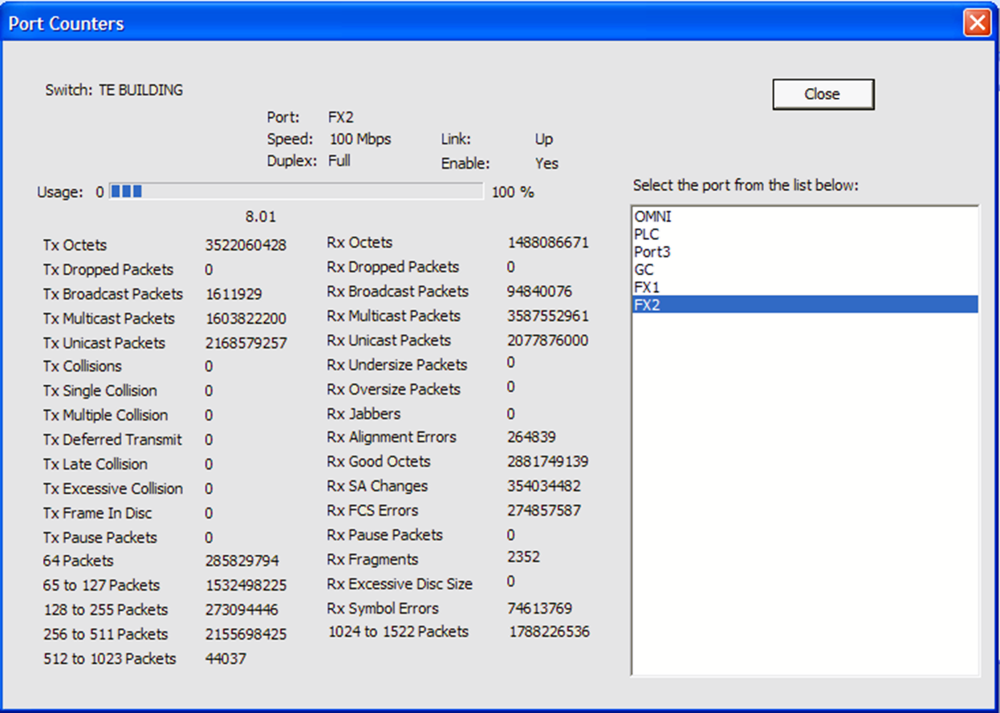 Port Counters
Switch: TE BUILDING
Close
Port: FX2
Speed: 100 Mbps Link: Up
Duplex: Full Enable: Yes
Usage: 0 100 %
8.01
Select the port from the list below:
OMNI
PLC
Port3
GC
FX1
FX2
Tx Octets 3522060428 Rx Octets 1488086671
Tx Dropped Packets 0 Rx Dropped Packets 0
Tx Broadcast Packets 1611929 Rx Broadcast Packets 94840076
Tx Multicast Packets 1603822200 Rx Multicast Packets 3587552961
Tx Unicast Packets 2168579257 Rx Unicast Packets 2077876000
Tx Collisions 0 Rx Undersize Packets 0
Tx Single Collision 0 Rx Oversize Packets 0
Tx Multiple Collision 0 Rx Jabbers 0
Tx Deferred Transmit 0 Rx Alignment Errors 264839
Tx Late Collision 0 Rx Good Octets 2881749139
Tx Excessive Collision 0 Rx SA Changes 354034482
Tx Frame In Disc 0 Rx FCS Errors 274857587
Tx Pause Packets 0 Rx Pause Packets 0
64 Packets 285829794 Rx Fragments 2352
65 to 127 Packets 1532498225 Rx Excessive Disc Size 0
128 to 255 Packets 273094446 Rx Symbol Errors 74613769
256 to 511 Packets 2155698425 1024 to 1522 Packets 1788226536
512 to 1023 Packets 44037